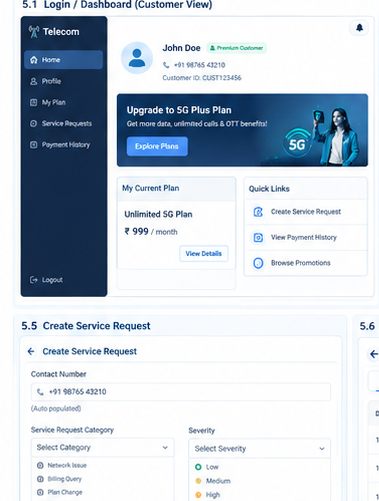 5.1 Login / Dashboard (Customer View)
Telecom
Home
Profile
My Plan
Service Requests
Payment History
Logout
John Doe
Premium Customer
+91 98765 43210
Customer ID: CUST123456
Upgrade to 5G Plus Plan
Get more data, unlimited calls & OTT benefits!
Explore Plans
5G
My Current Plan
Unlimited 5G Plan
₹ 999 / month
View Details
Quick Links
Create Service Request
View Payment History
Browse Promotions
5.5 Create Service Request
← Create Service Request
Contact Number
+91 98765 43210
(Auto populated)
Service Request Category
Select Category
Network Issue
Billing Query
Plan Change
Severity
Select Severity
Low
Medium
High
5.6